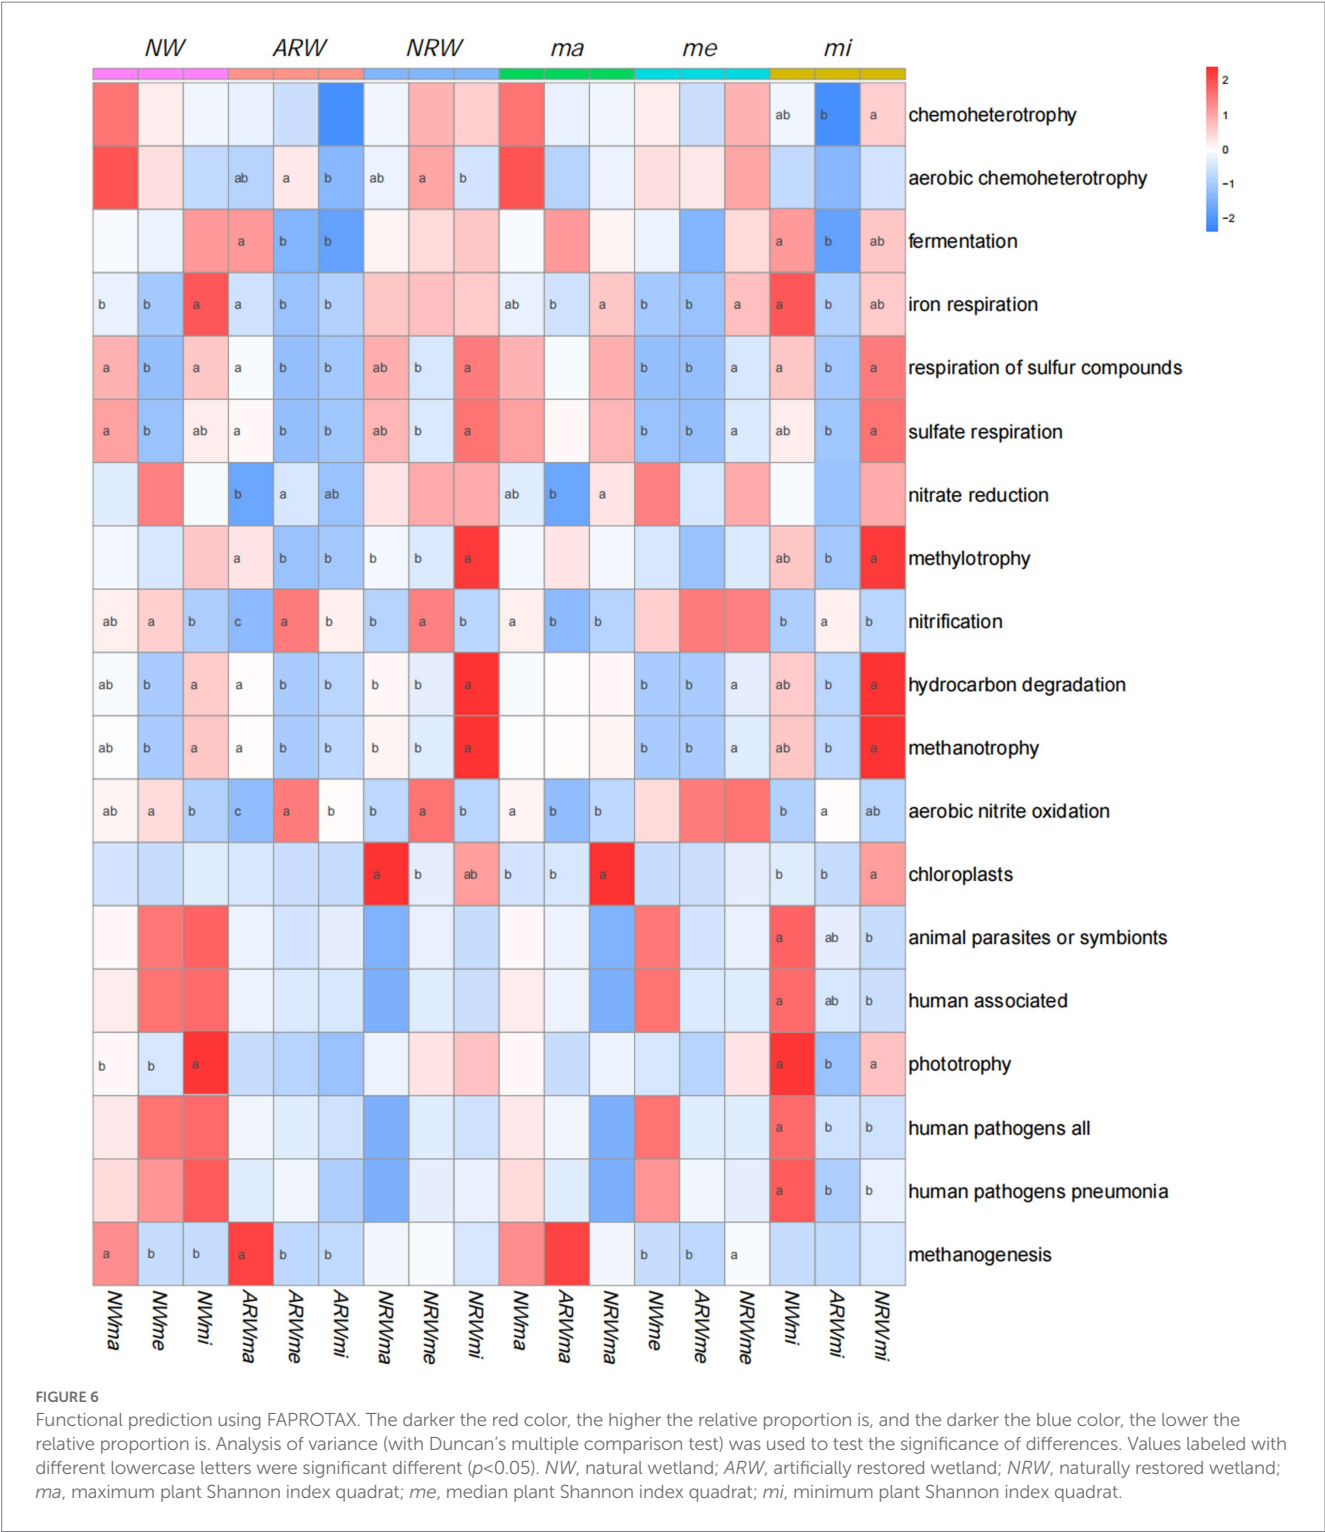 NW ARW NRW ma me mi
2
1
0
−1
−2
ab b a chemoheterotrophy
ab a b ab a b aerobic chemoheterotrophy
a b b a b ab fermentation
b b a a b b ab b a b b a a b ab iron respiration
a b a a b b ab b a b b a a b a respiration of sulfur compounds
a b ab a b b ab b a b b a ab b a sulfate respiration
b a ab ab b a nitrate reduction
a b b b b a ab b a methylotrophy
ab a b c a b b a b a b b b a b nitrification
ab b a a b b b b a b b a ab b a hydrocarbon degradation
ab b a a b b b b a b b a ab b a methanotrophy
ab a b c a b b a b a b b b a ab aerobic nitrite oxidation
a b ab b b a b b a chloroplasts
a ab b animal parasites or symbionts
a ab b human associated
b b a a b a phototrophy
a b b human pathogens all
a b b human pathogens pneumonia
a b b a b b b b a methanogenesis
NWma NWme NWmi ARWma ARWme ARWmi NRWma NRWme NRWmi NWma ARWma NRWma NWme ARWme NRWme NWmi ARWmi NRWmi
FIGURE 6
Functional prediction using FAPROTAX. The darker the red color, the higher the relative proportion is, and the darker the blue color, the lower the
relative proportion is. Analysis of variance (with Duncan's multiple comparison test) was used to test the significance of differences. Values labeled with
different lowercase letters were significant different (p<0.05). NW, natural wetland; ARW, artificially restored wetland; NRW, naturally restored wetland;
ma, maximum plant Shannon index quadrat; me, median plant Shannon index quadrat; mi, minimum plant Shannon index quadrat.